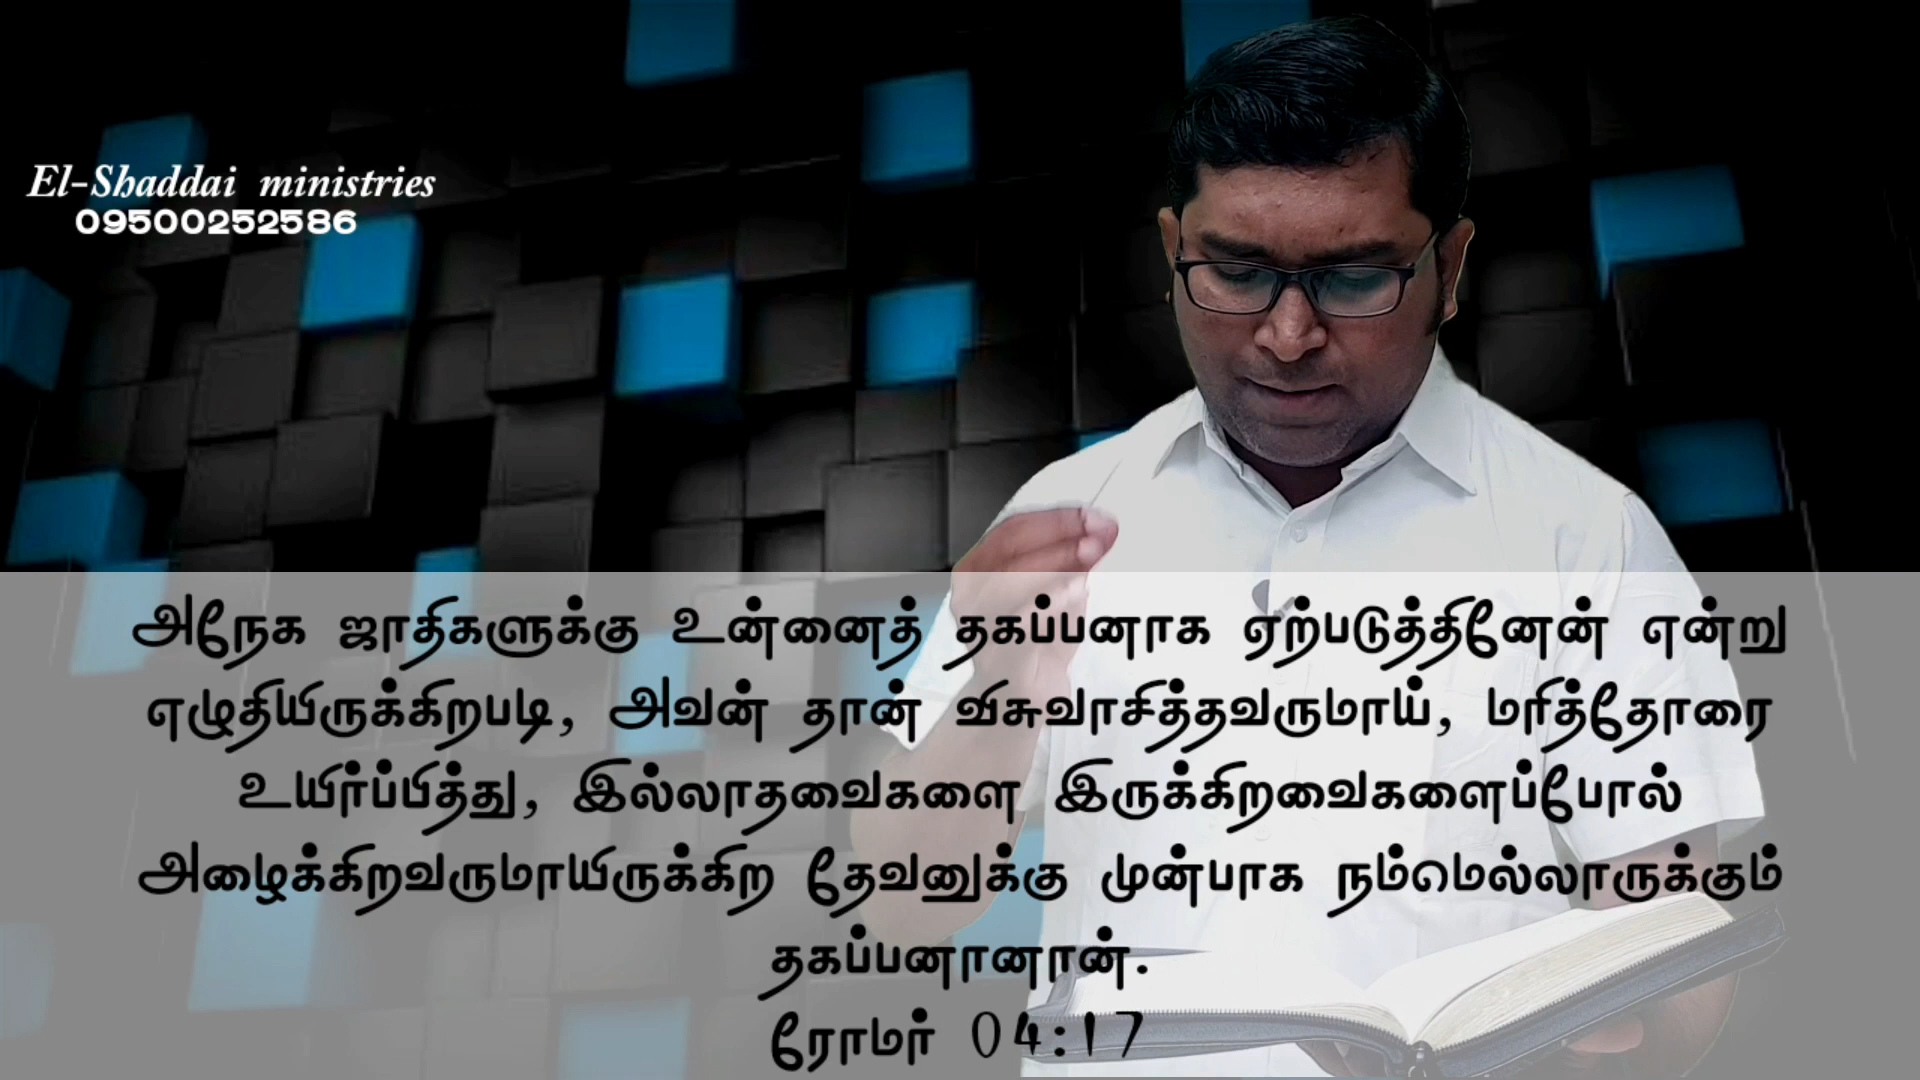 El-Shaddai ministries
09500252586
அநேக ஜாதிகளுக்கு உன்னைத் தகப்பனாக ஏற்படுத்தினேன் என்று
எழுதியிருக்கிறபடி, அவன் தான் விசுவாசித்தவருமாய், மரித்தோரை
உயிர்ப்பித்து, இல்லாதவைகளை இருக்கிறவைகளைப்போல்
அழைக்கிறவருமாயிருக்கிற தேவனுக்கு முன்பாக நம்மெல்லாருக்கும்
தகப்பனானான்.
ரோமர் 04:17